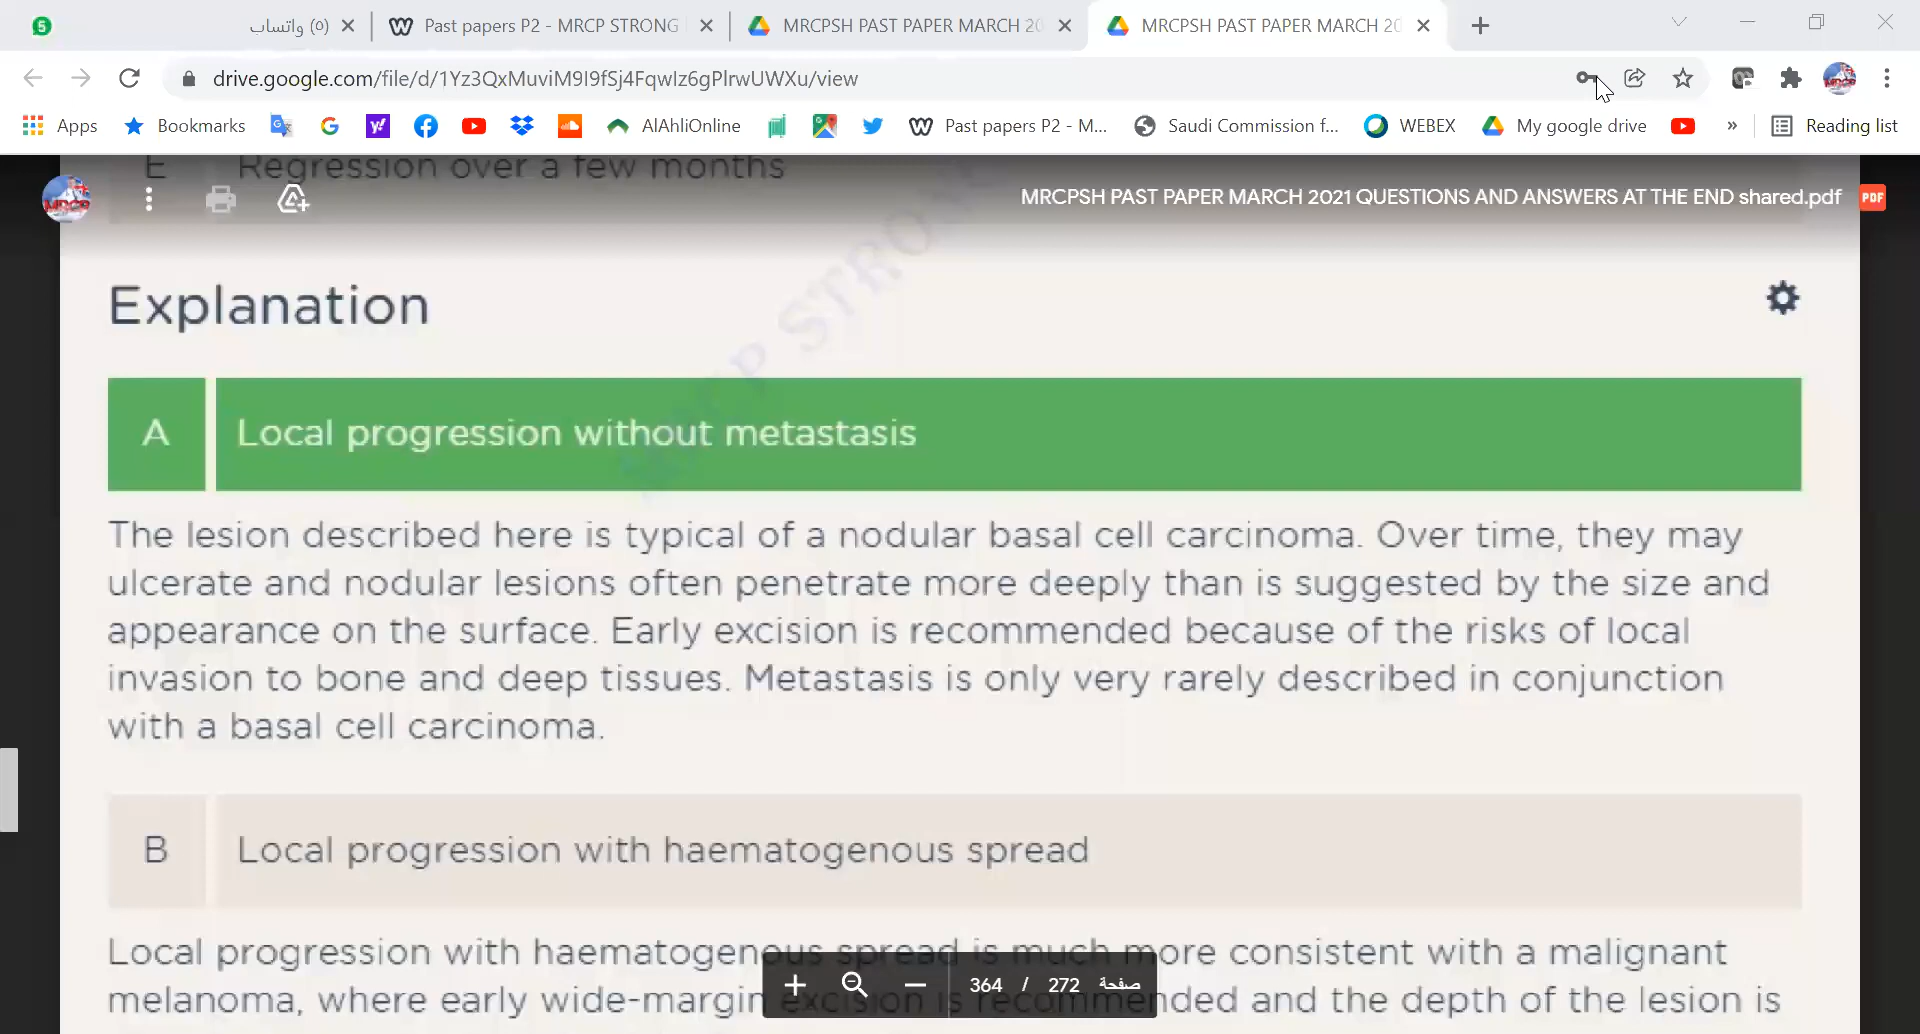 واتساب (٥)
Past papers P2 - MRCP STRONG
MRCPSH PAST PAPER MARCH 20
MRCPSH PAST PAPER MARCH 20
drive.google.com/file/d/1Yz3QxMuviM9I9fSj4FqwIz6gPlrwUWXu/view
Apps Bookmarks AlAhliOnline Past papers P2 - M... Saudi Commission f... WEBEX My google drive » Reading list
E Regression over a few months
MRCPSH PAST PAPER MARCH 2021 QUESTIONS AND ANSWERS AT THE END shared.pdf PDF
MRCP STRONG
Explanation
A Local progression without metastasis
The lesion described here is typical of a nodular basal cell carcinoma. Over time, they may
ulcerate and nodular lesions often penetrate more deeply than is suggested by the size and
appearance on the surface. Early excision is recommended because of the risks of local
invasion to bone and deep tissues. Metastasis is only very rarely described in conjunction
with a basal cell carcinoma.
B Local progression with haematogenous spread
Local progression with haematogenous spread is much more consistent with a malignant
melanoma, where early wide-margin excision is recommended and the depth of the lesion is
صفحة 272 / 364